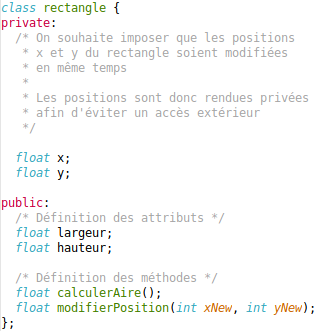 class rectangle {
private:
/* On souhaite imposer que les positions
* x et y du rectangle soient modifiées
* en même temps
*
* Les positions sont donc rendues privées
* afin d'éviter un accès extérieur
*/
float x;
float y;
public:
/* Définition des attributs */
float largeur;
float hauteur;
/* Définition des méthodes */
float calculerAire();
float modifierPosition(int xNew, int yNew);
};